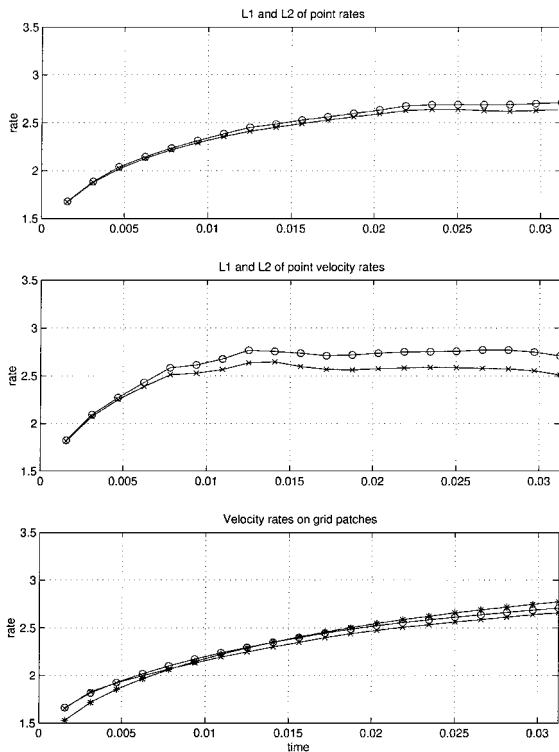 L1 and L2 of point rates
3.5
3
2.5
2
1.5
rate
0 0.005 0.01 0.015 0.02 0.025 0.03
L1 and L2 of point velocity rates
3.5
3
2.5
2
1.5
rate
0 0.005 0.01 0.015 0.02 0.025 0.03
Velocity rates on grid patches
3.5
3
2.5
2
1.5
rate
0 0.005 0.01 0.015 0.02 0.025 0.03
time